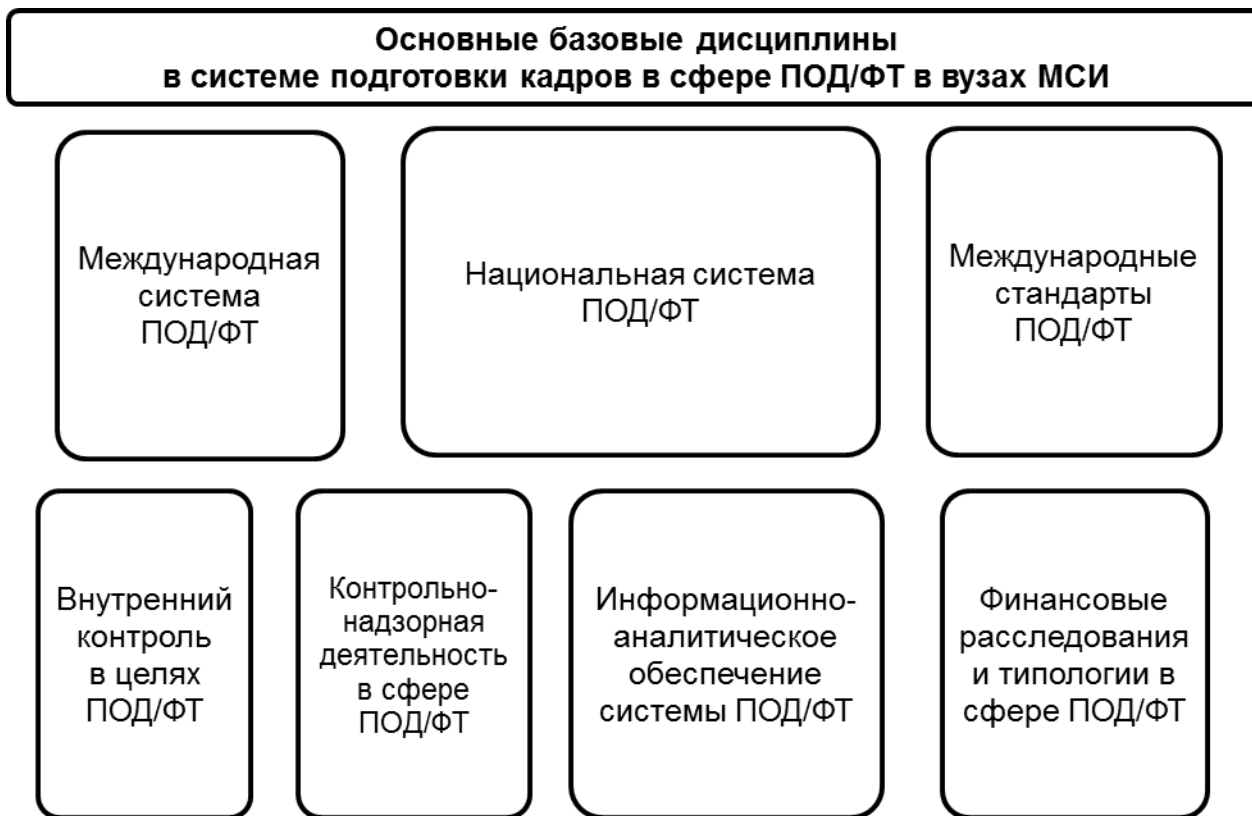 Основные базовые дисциплины
в системе подготовки кадров в сфере ПОД/ФТ в вузах МСИ
Международная
система
ПОД/ФТ
Национальная система
ПОД/ФТ
Международные
стандарты
ПОД/ФТ
Внутренний
контроль
в целях
ПОД/ФТ
Контрольно-
надзорная
деятельность
в сфере
ПОД/ФТ
Информационно-
аналитическое
обеспечение
системы ПОД/ФТ
Финансовые
расследования
и типологии в
сфере ПОД/ФТ